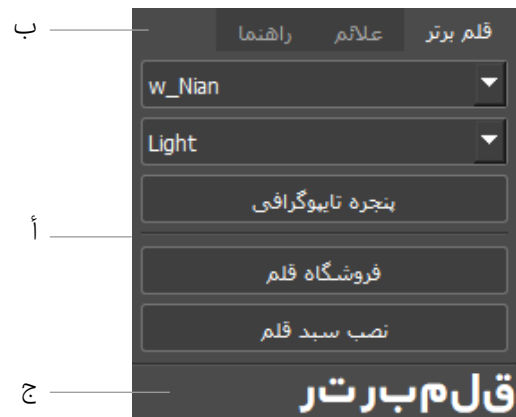 ب
قلم برتر علائم راهنما
w_Nian
Light
پنجره تایپوگرافی
أ
فروشگاه قلم
نصب سبد قلم
ج
قلم‌برتر